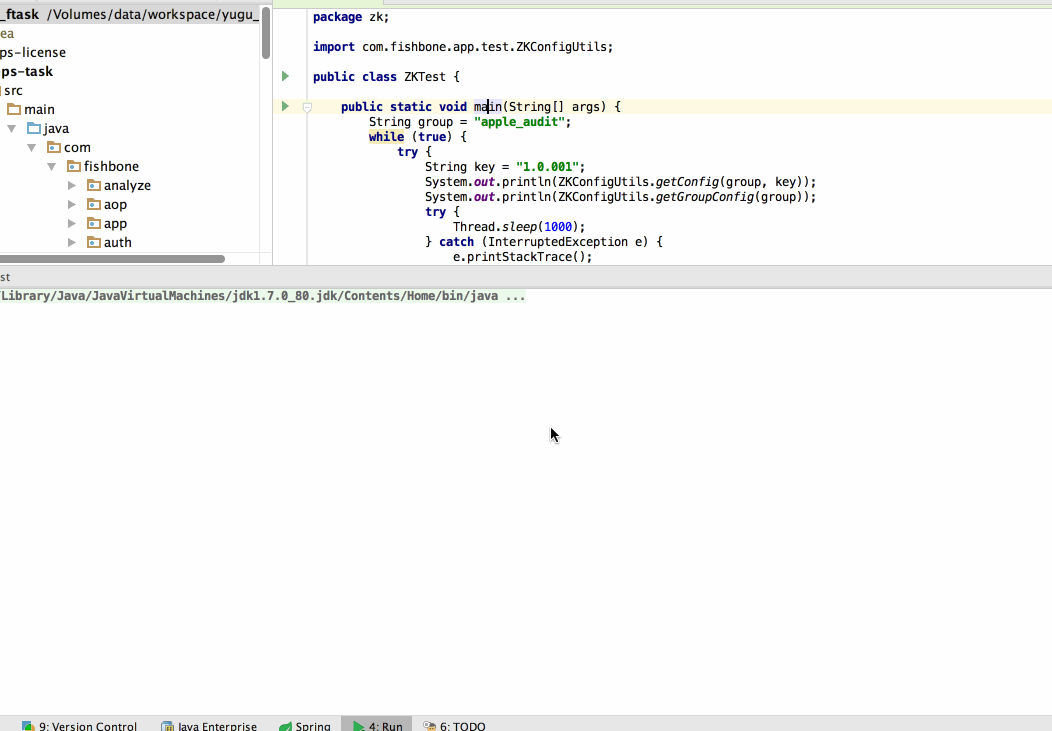 _ftask /Volumes/data/workspace/yugu_
ea
ps-license
ps-task
src
main
java
com
fishbone
analyze
aop
app
auth
package zk;
import com.fishbone.app.test.ZKConfigUtils;
public class ZKTest {
public static void main(String[] args) {
String group = "apple_audit";
while (true) {
try {
String key = "1.0.001";
System.out.println(ZKConfigUtils.getConfig(group, key));
System.out.println(ZKConfigUtils.getGroupConfig(group));
try {
Thread.sleep(1000);
} catch (InterruptedException e) {
e.printStackTrace();
st
/Library/Java/JavaVirtualMachines/jdk1.7.0_80.jdk/Contents/Home/bin/java ...
9: Version Control
Java Enterprise
Spring
4: Run
6: TODO